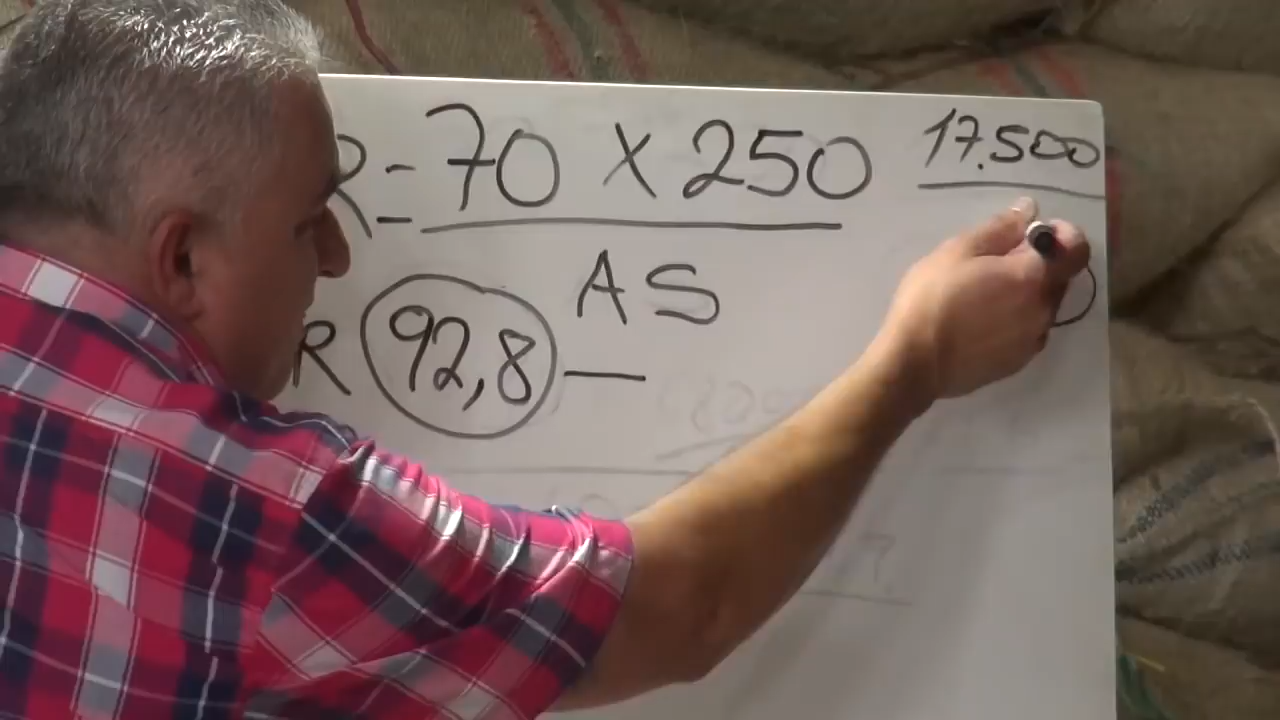 R = 70 X 250
17.500
AS
R 92,8 —